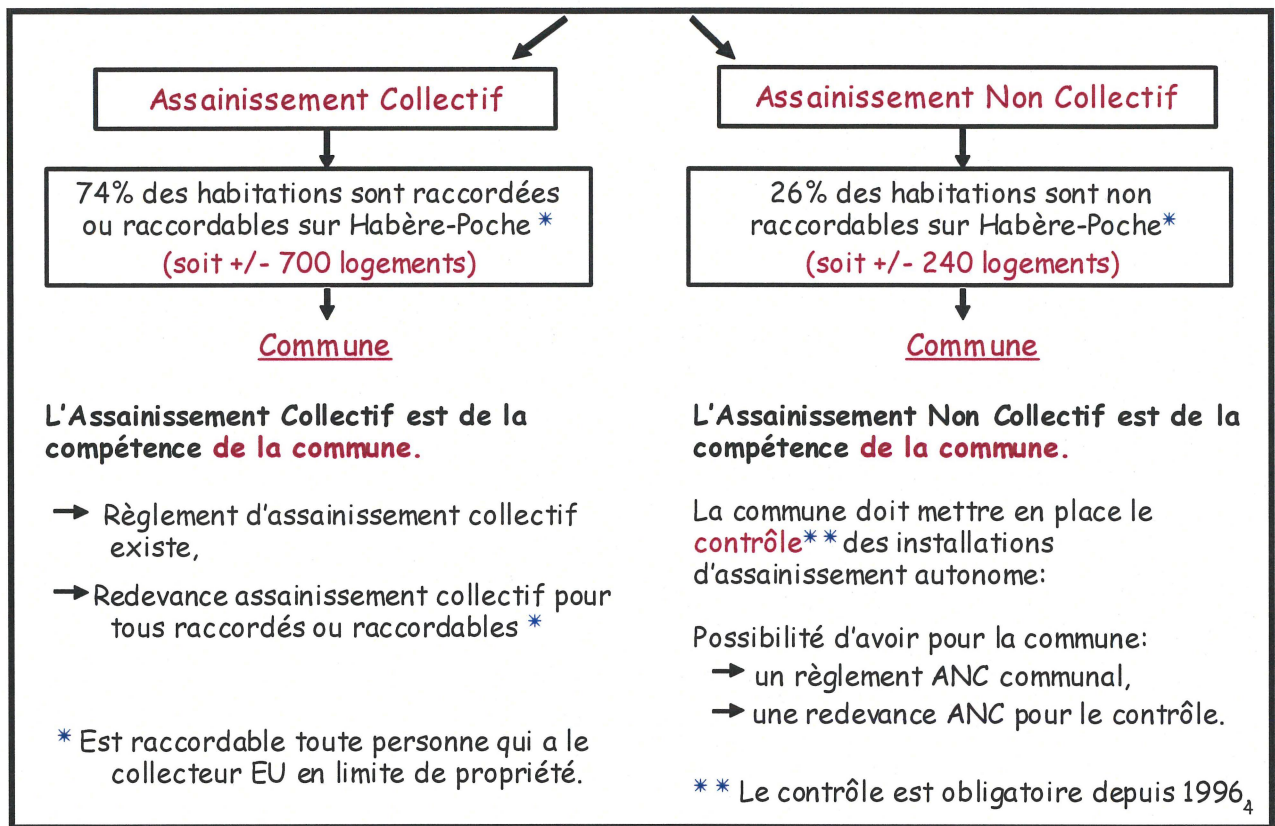 Assainissement Collectif
74% des habitations sont raccordées
ou raccordables sur Habère-Poche *
(soit +/- 700 logements)
Commune
L'Assainissement Collectif est de la
compétence de la commune.
→ Règlement d'assainissement collectif
existe,
→ Redevance assainissement collectif pour
tous raccordés ou raccordables *
* Est raccordable toute personne qui a le
collecteur EU en limite de propriété.
Assainissement Non Collectif
26% des habitations sont non
raccordables sur Habère-Poche*
(soit +/- 240 logements)
Commune
L'Assainissement Non Collectif est de la
compétence de la commune.
La commune doit mettre en place le
contrôle** des installations
d'assainissement autonome:
Possibilité d'avoir pour la commune:
→ un règlement ANC communal,
→ une redevance ANC pour le contrôle.
** Le contrôle est obligatoire depuis 1996
4